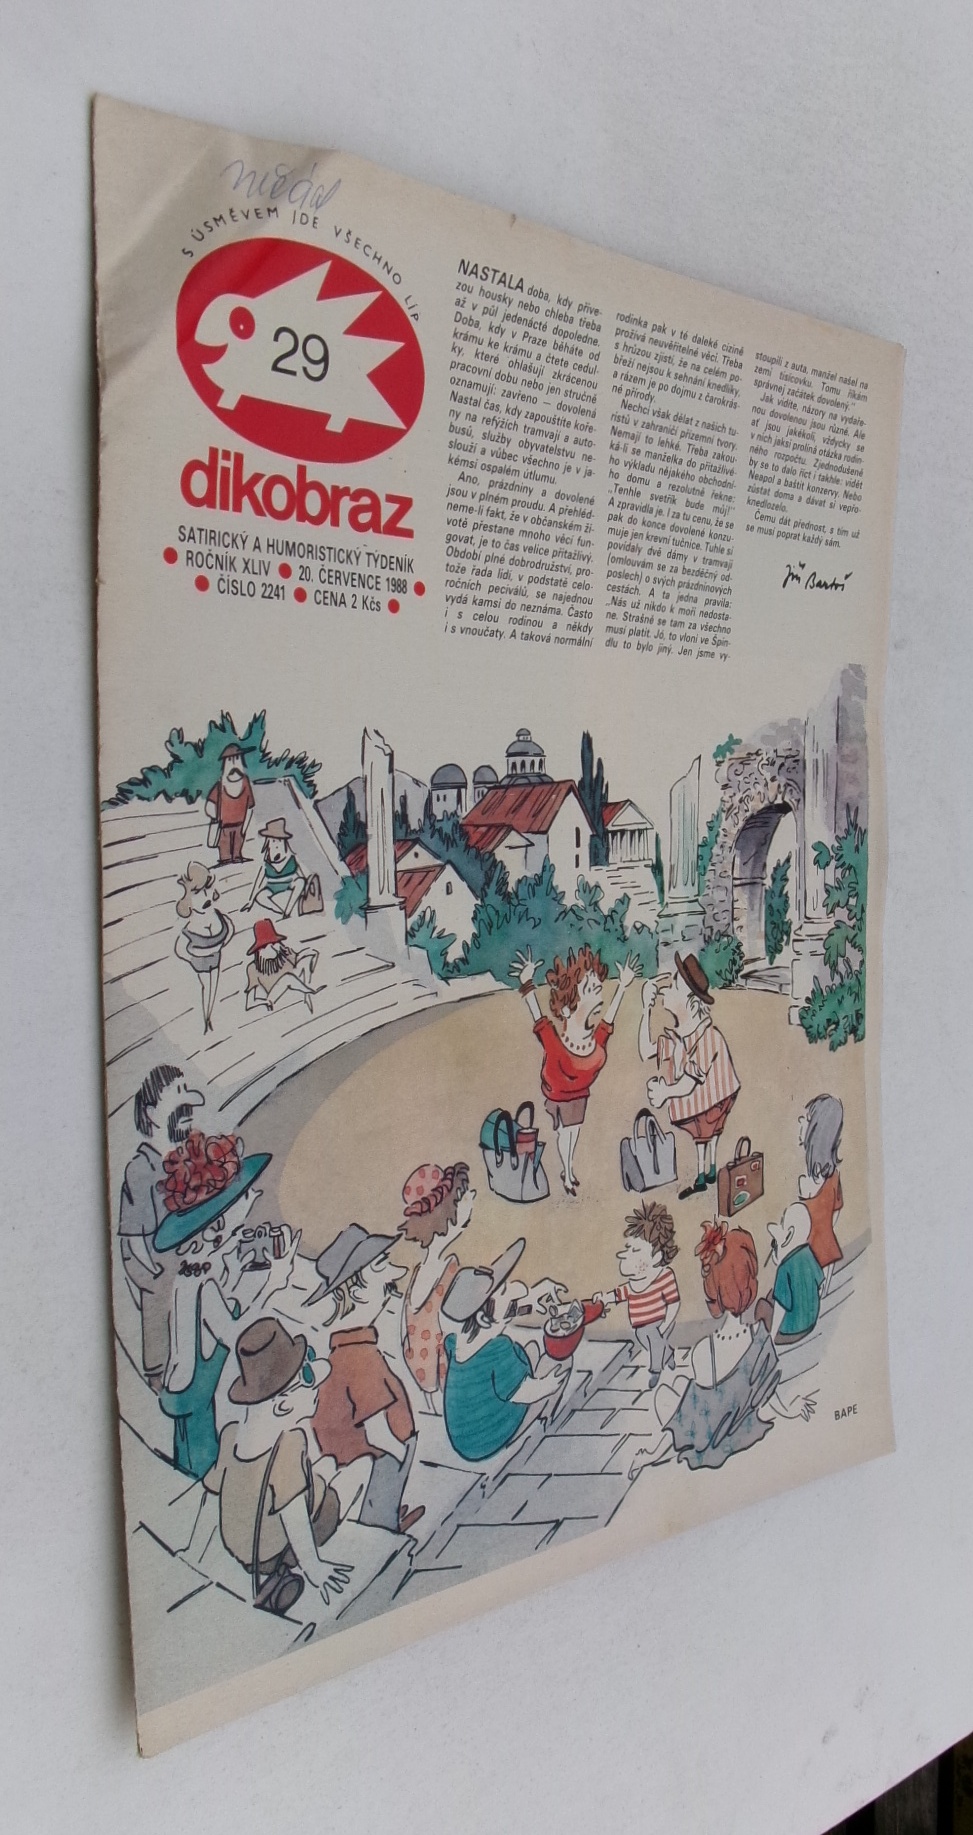 S ÚSMĚVEM JDE VŠECHNO LÍP
29
dikobraz
SATIRICKÝ A HUMORISTICKÝ TÝDENÍK
● ROČNÍK XLIV ● 20. ČERVENCE 1988 ●
● ČÍSLO 2241 ● CENA 2 Kčs ●
NASTALA doba, kdy přive-
zou housky nebo chleba třeba
až v půl jedenácté dopoledne.
Doba, kdy v Praze běháte od
krámu ke krámu a čtete cedul-
ky, které ohlašují zkrácenou
pracovní dobu nebo jen stručně
oznamují: zavřeno — dovolená
Nastal čas, kdy zapouštíte koře-
ny na refýžích tramvají a auto-
busů, služby obyvatelstvu ne-
slouží a vůbec všechno je v ja-
kémsi ospalém útlumu.
Ano, prázdniny a dovolené
jsou v plném proudu. A přehléd-
neme-li fakt, že v občanském ži-
votě přestane mnoho věcí fun-
govat, je to čas velice přitažlivý.
Období plné dobrodružství, pro-
tože řada lidí, v podstatě celo-
ročních peciválů, se najednou
vydá kamsi do neznáma. Často
i s celou rodinou a někdy
i s vnoučaty. A taková normální
rodinka pak v té daleké cizině
prožívá neuvěřitelné věci. Třeba
s hrůzou zjistí, že na celém po-
břeží nejsou k sehnání knedlíky,
a rázem je po dojmu z čarokrás-
né přírody.
Nechci však dělat z našich tu-
ristů v zahraničí přízemní tvory.
Nemají to lehké. Třeba zakou-
ká-li se manželka do přitažlivé-
ho výkladu nějakého obchodní-
ho domu a rezolutně řekne:
„Tenhle svetřík bude můj!"
A zpravidla je. I za tu cenu, že se
pak do konce dovolené konzu-
muje jen krevní tučnice. Tuhle si
povídaly dvě dámy v tramvaji
(omlouvám se za bezděčný od-
poslech) o svých prázdninových
cestách. A ta jedna pravila:
„Nás už nikdo k moři nedosta-
ne. Strašně se tam za všechno
musí platit. Jó, to vloni ve Špin-
dlu to bylo jiný. Jen jsme vy-
stoupili z auta, manžel našel na
zemi tisícovku. Tomu říkám
správnej začátek dovolený."
Jak vidíte, názory na vydaře-
nou dovolenou jsou různé. Ale
ať jsou jakékoli, vždycky se
v nich jaksi prolíná otázka rodin-
ného rozpočtu. Zjednodušeně
by se to dalo říct i takhle: vidět
Neapol a baštit konzervy. Nebo
zůstat doma a dávat si vepřo-
knedlozelo.
Čemu dát přednost, s tím už
se musí poprat každý sám.
Jiří Bartoš
BAPE